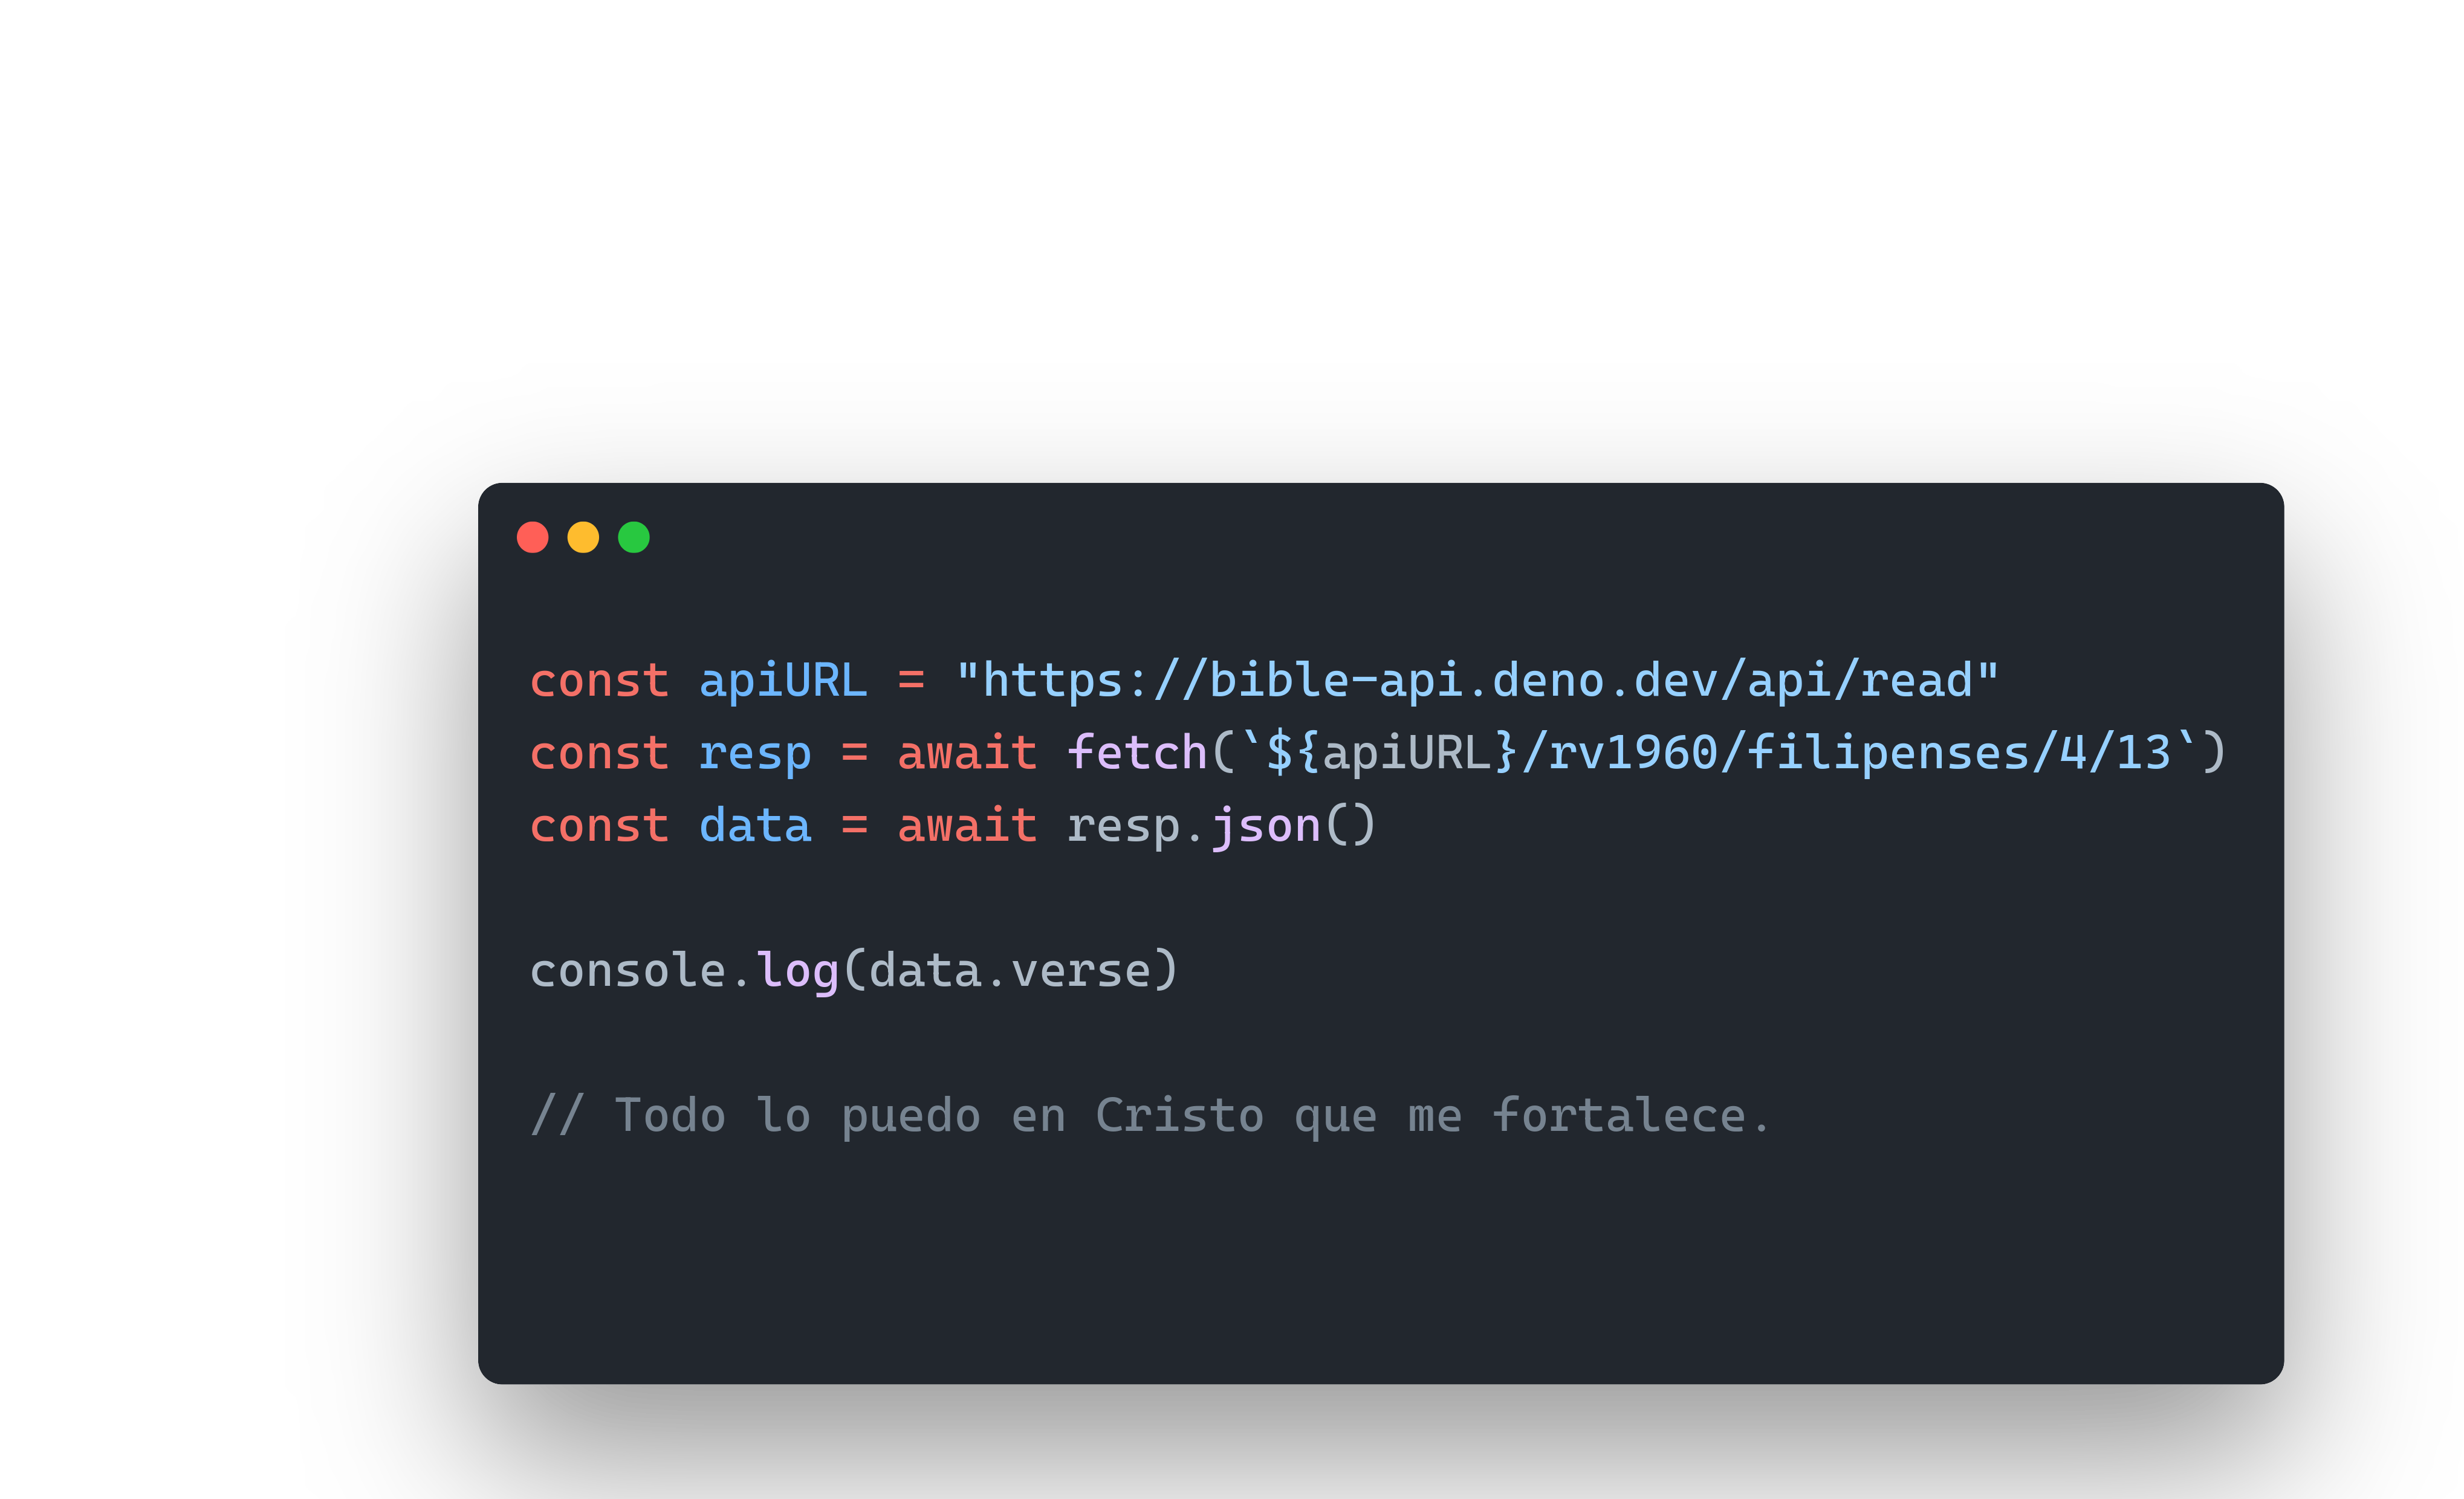 const apiURL = "https://bible-api.deno.dev/api/read"
const resp = await fetch(`${apiURL}/rv1960/filipenses/4/13`)
const data = await resp.json()
console.log(data.verse)
// Todo lo puedo en Cristo que me fortalece.